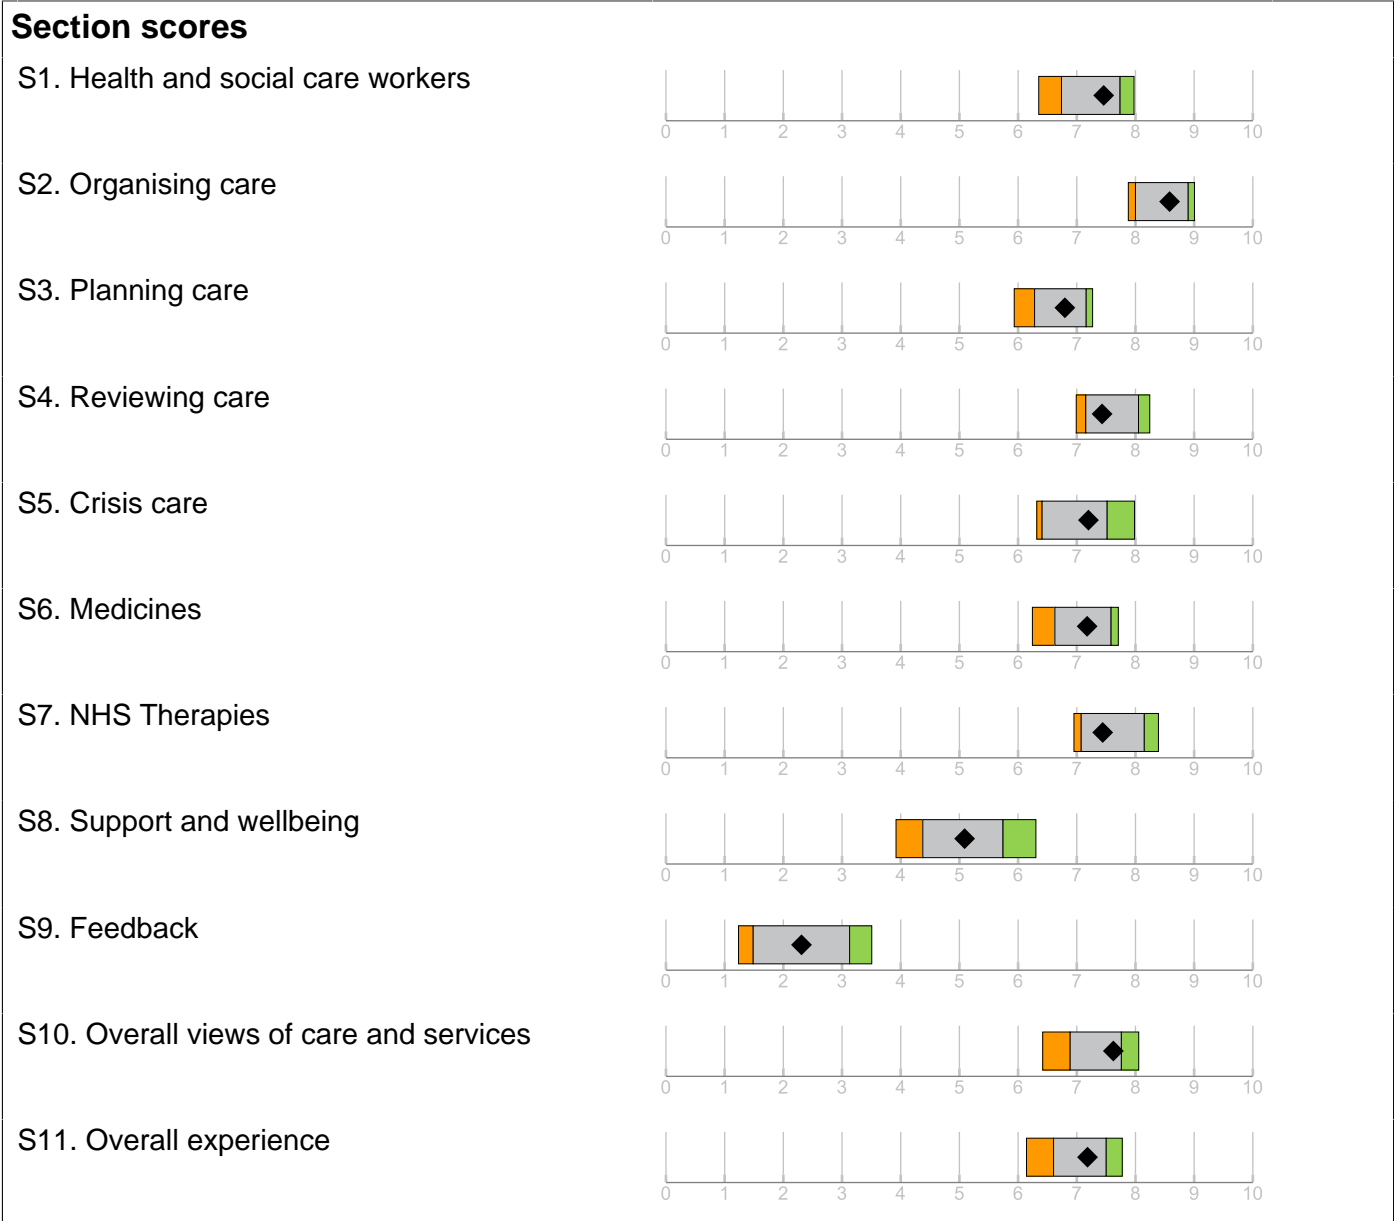 Section scores
S1. Health and social care workers
0 1 2 3 4 5 6 7 8 9 10
S2. Organising care
0 1 2 3 4 5 6 7 8 9 10
S3. Planning care
0 1 2 3 4 5 6 7 8 9 10
S4. Reviewing care
0 1 2 3 4 5 6 7 8 9 10
S5. Crisis care
0 1 2 3 4 5 6 7 8 9 10
S6. Medicines
0 1 2 3 4 5 6 7 8 9 10
S7. NHS Therapies
0 1 2 3 4 5 6 7 8 9 10
S8. Support and wellbeing
0 1 2 3 4 5 6 7 8 9 10
S9. Feedback
0 1 2 3 4 5 6 7 8 9 10
S10. Overall views of care and services
0 1 2 3 4 5 6 7 8 9 10
S11. Overall experience
0 1 2 3 4 5 6 7 8 9 10